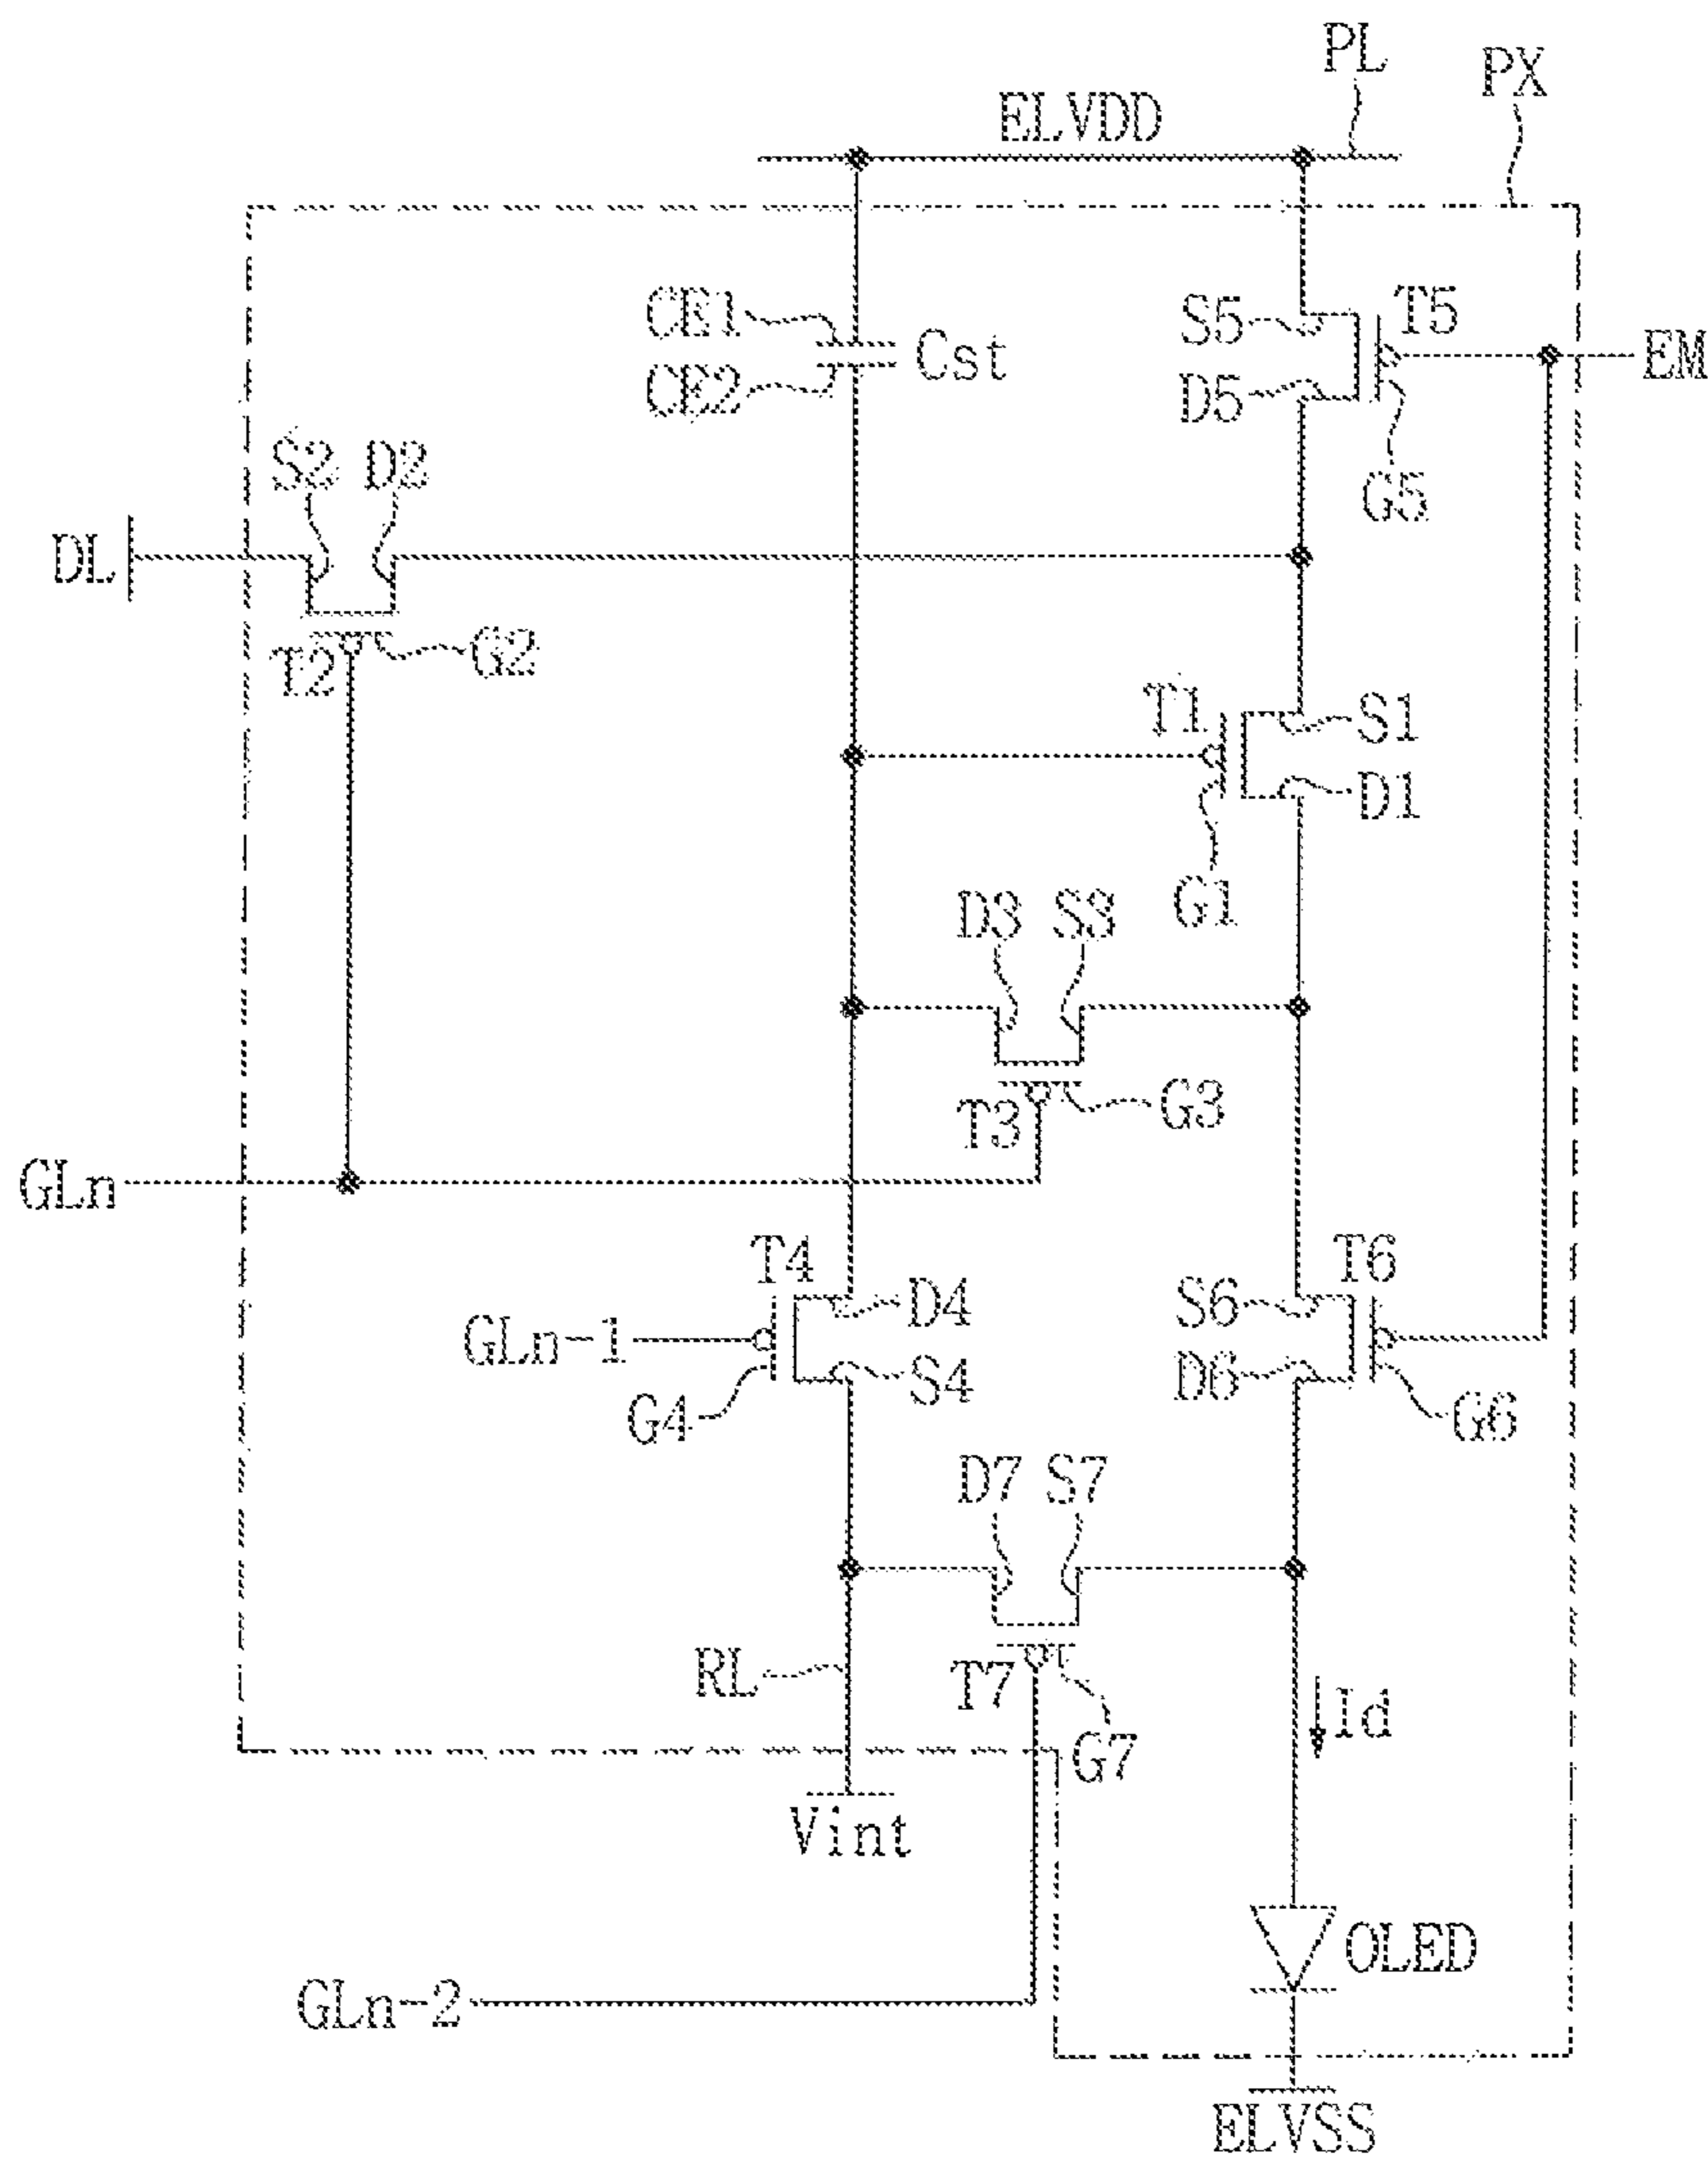 PL
PX
ELVDD
CE1
S5
T5
Cst
EM
CE2
D5
S2 D2
G5
DL
G2
T2
T1
S1
D1
G1
D3 S3
T3
G3
GLn
T4
T6
D4
S6
GLn-1
S4
D6
G4
G6
D7 S7
RL
T7
Id
G7
Vint
OLED
GLn-2
ELVSS